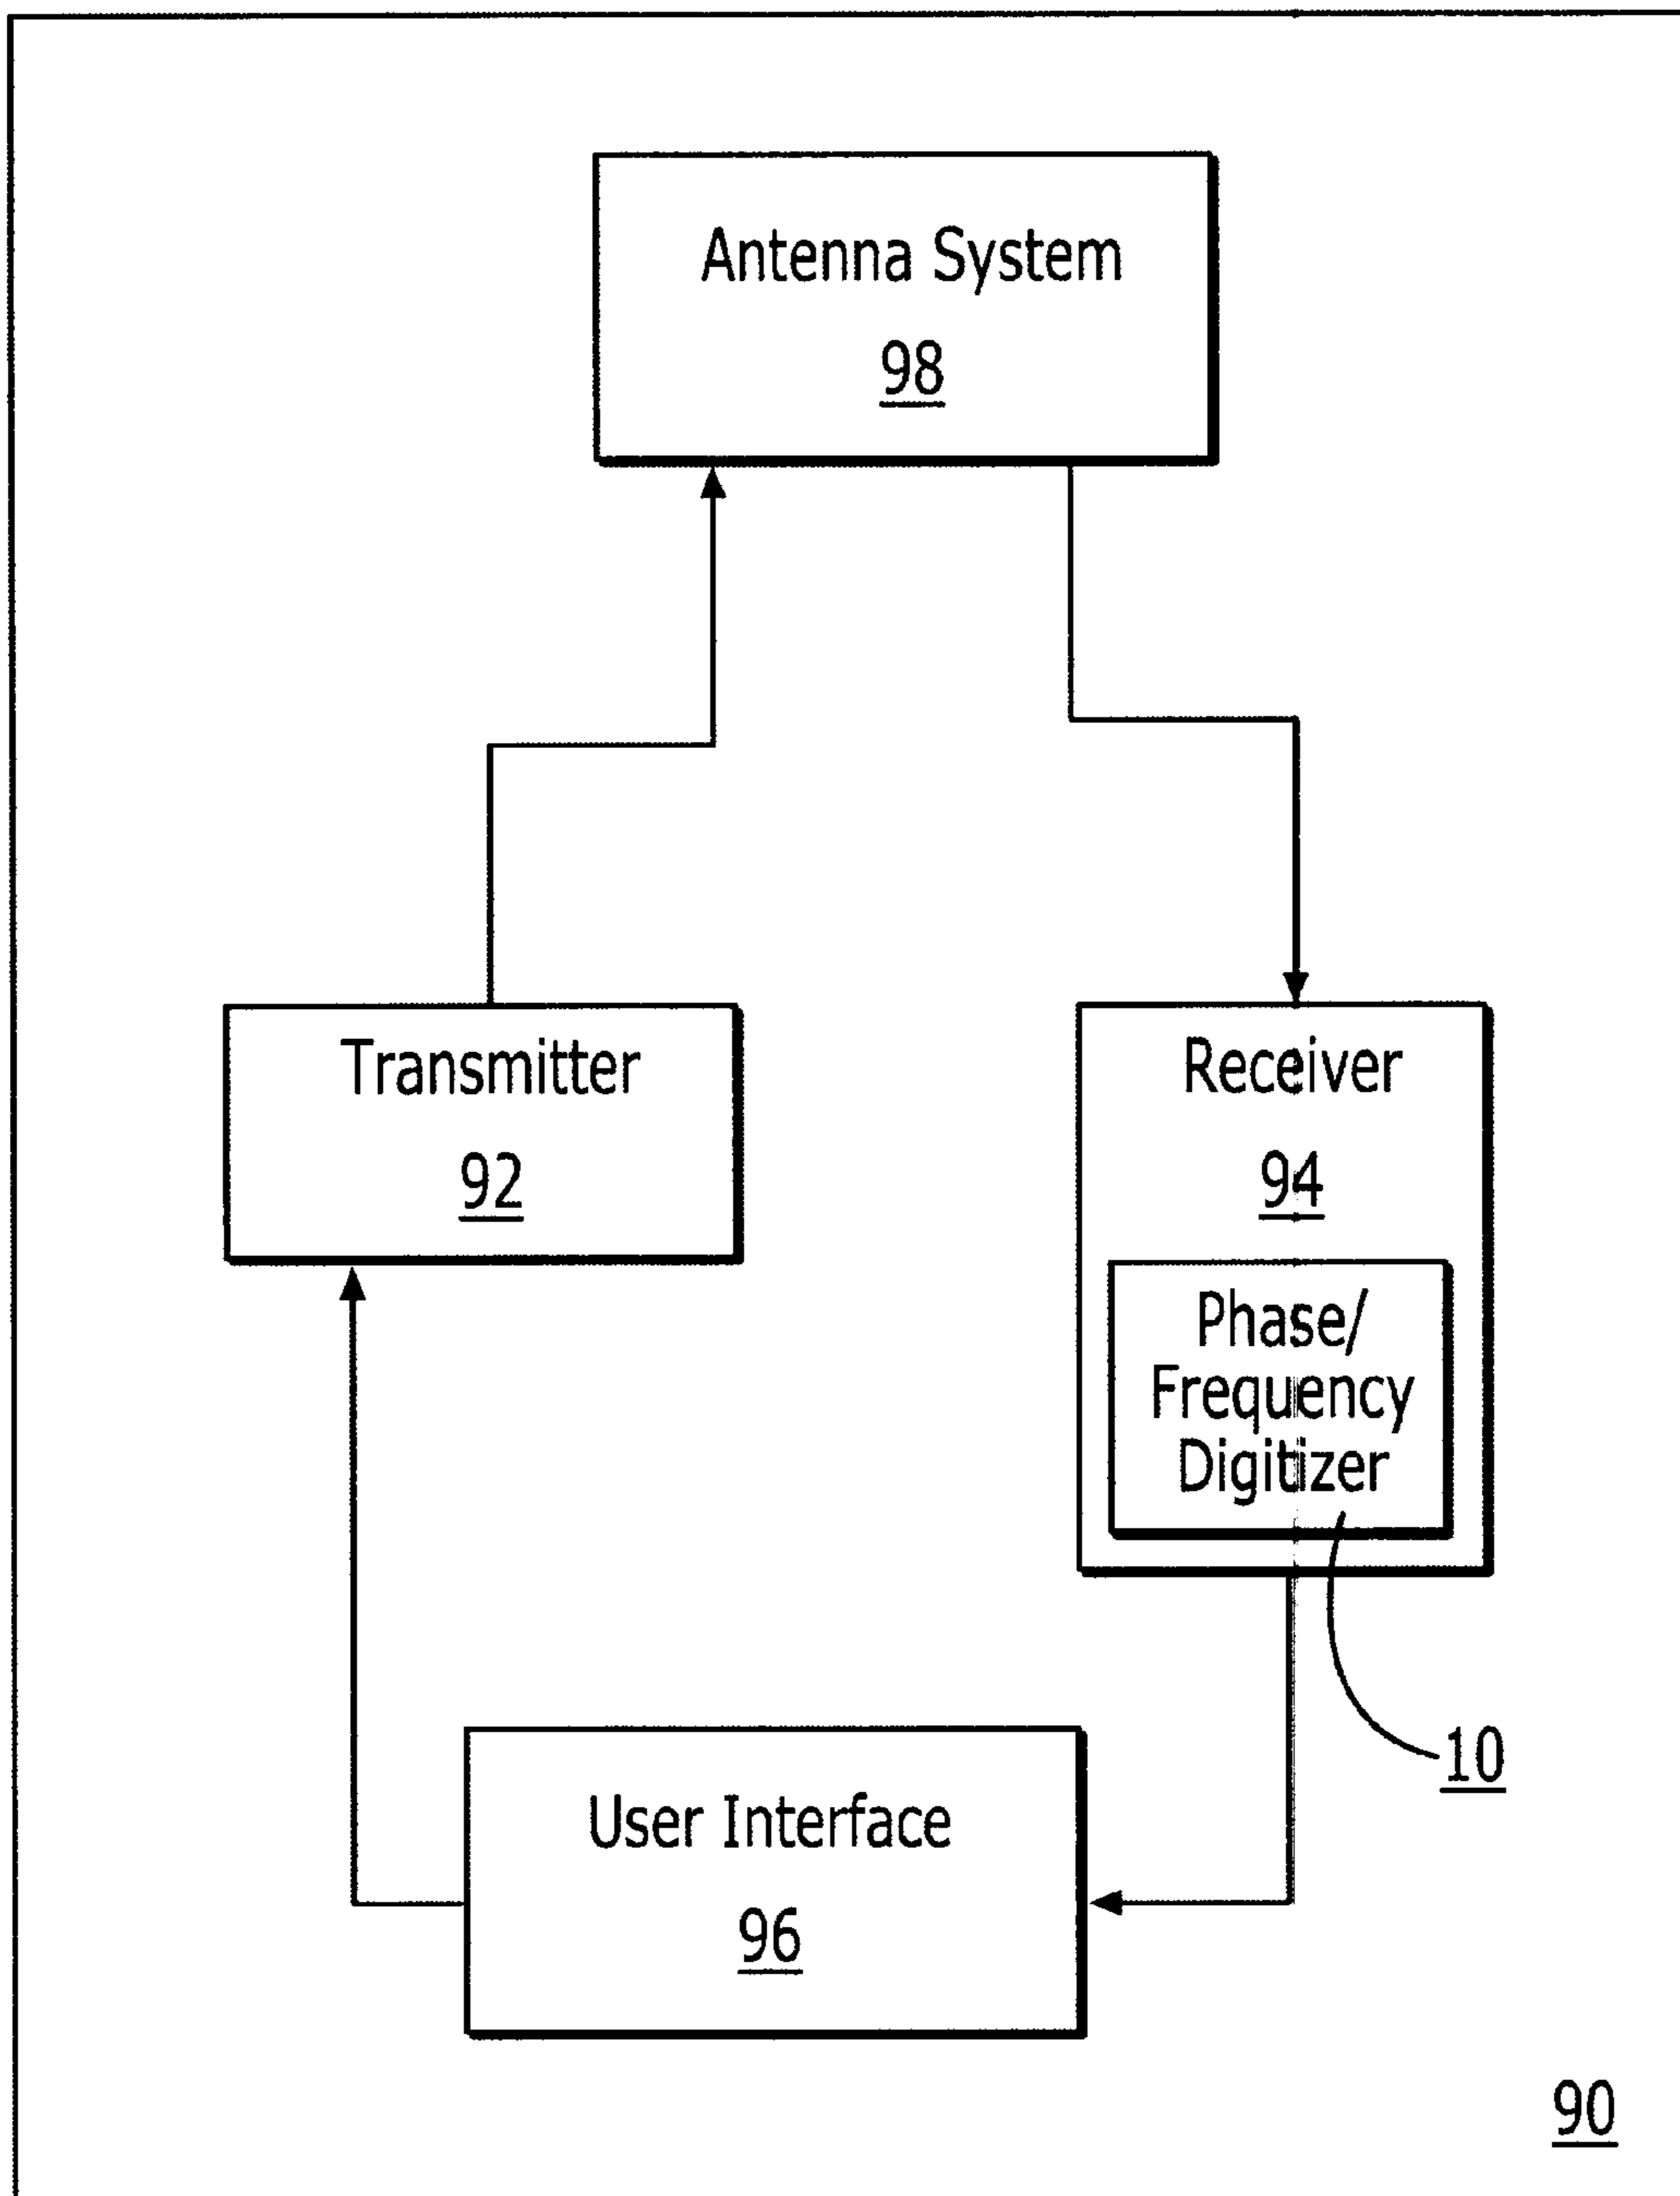 Antenna System
98
Transmitter
92
Receiver
94
Phase/
Frequency
Digitizer
10
User Interface
96
90